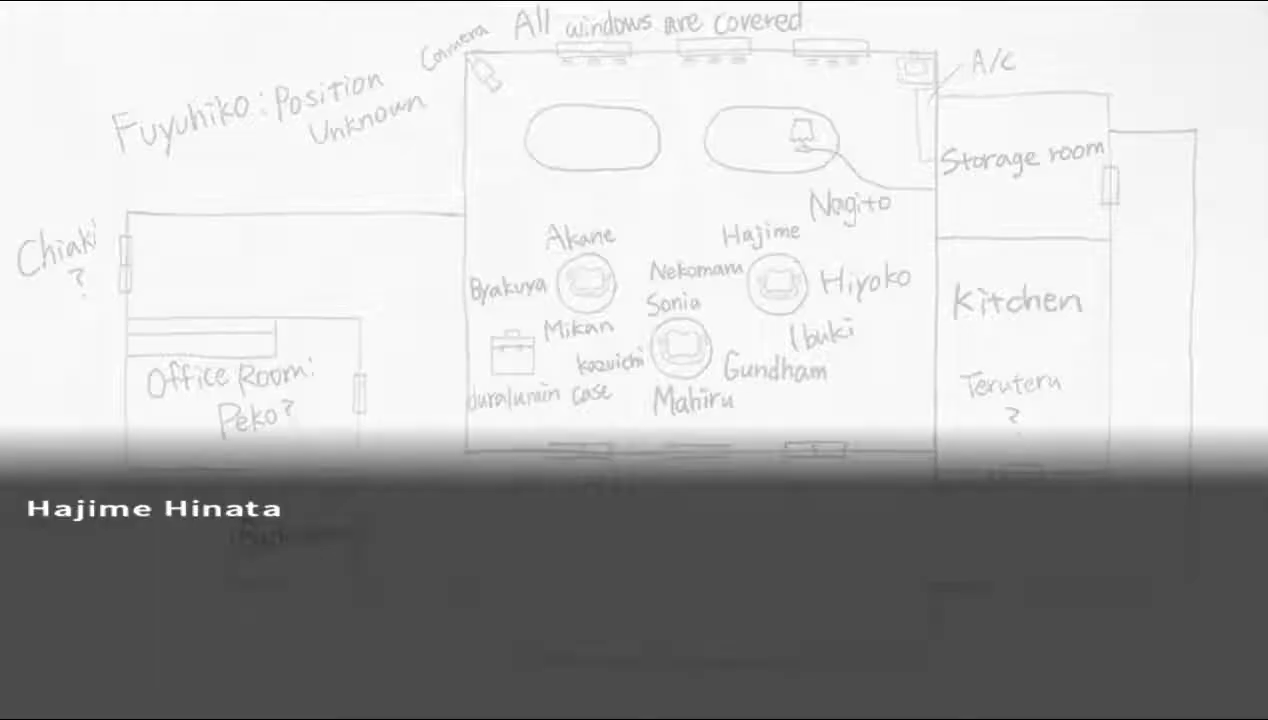 All windows are covered
Camera
A/C
Fuyuhiko: Position
Unknown
Storage room
Nagito
Chiaki
?
Akane
Hajime
Byakuya
Nekomaru
Hiyoko
Sonia
Kitchen
Mikan
Ibuki
kazuichi
Gundham
Office Room:
Peko?
duralumin case
Mahiru
Teruteru
?
Hajime Hinata